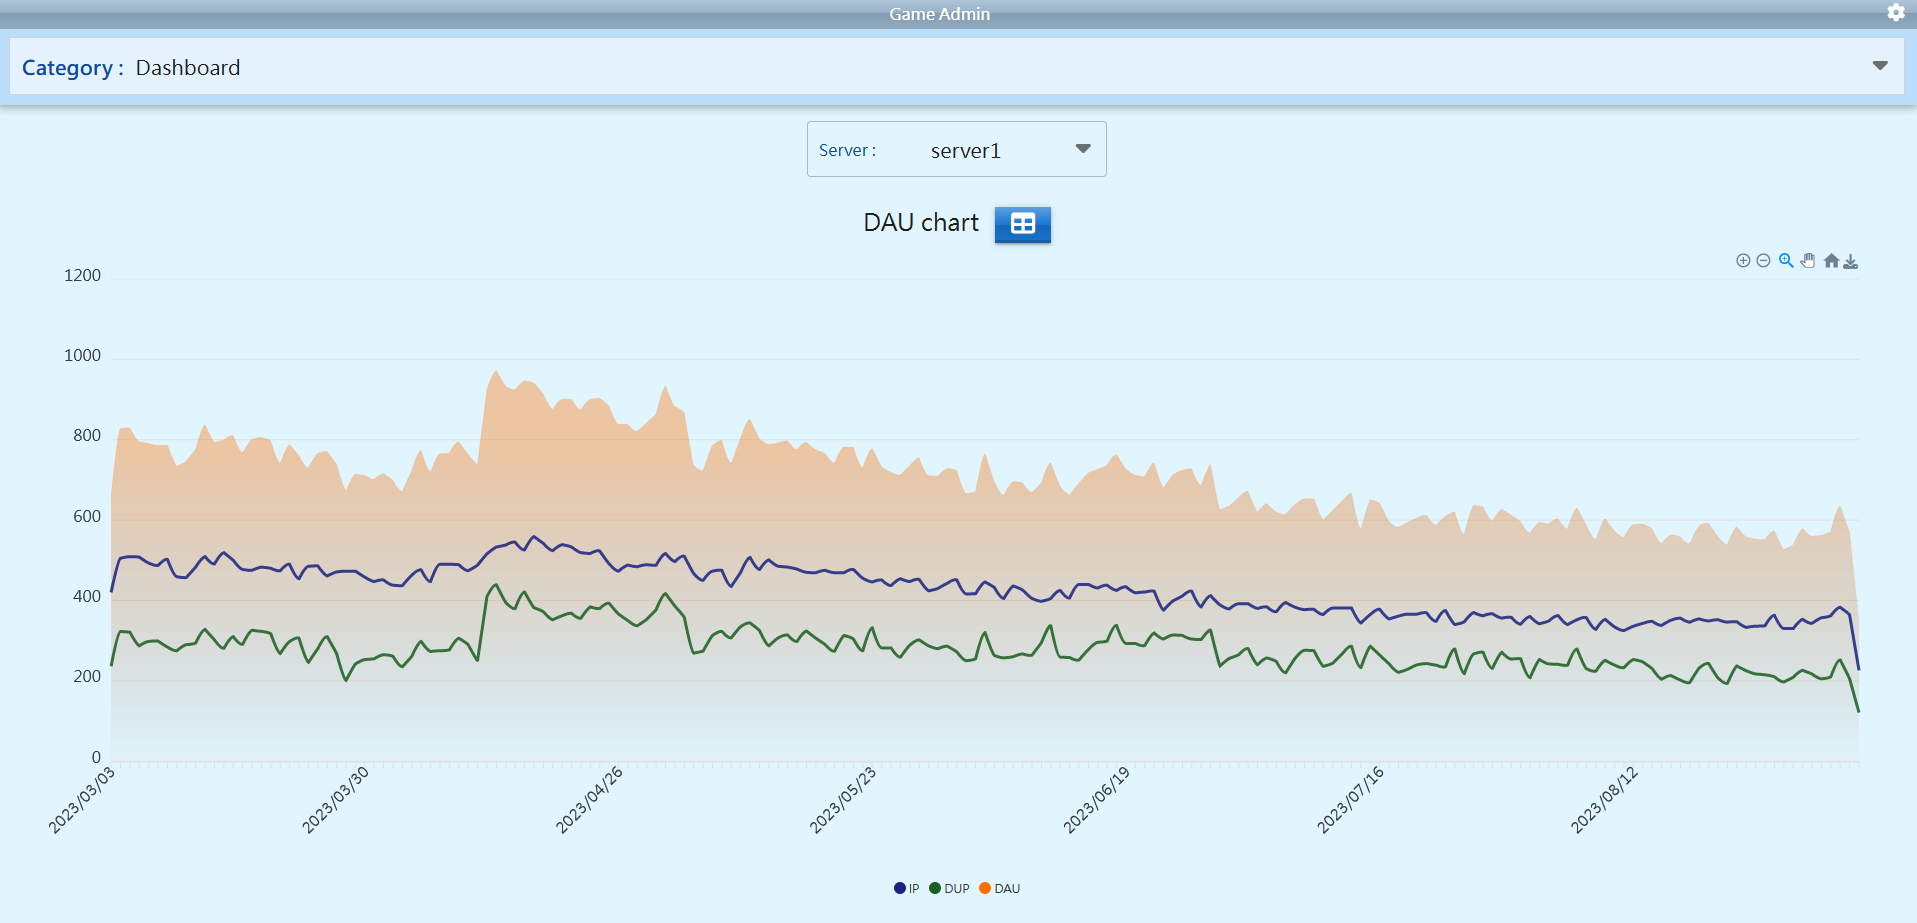 Game Admin
Category : Dashboard
Server : server1
DAU chart
1200
1000
800
600
400
200
0
2023/03/03 2023/03/30 2023/04/26 2023/05/23 2023/06/19 2023/07/16 2023/08/12
IP DUP DAU